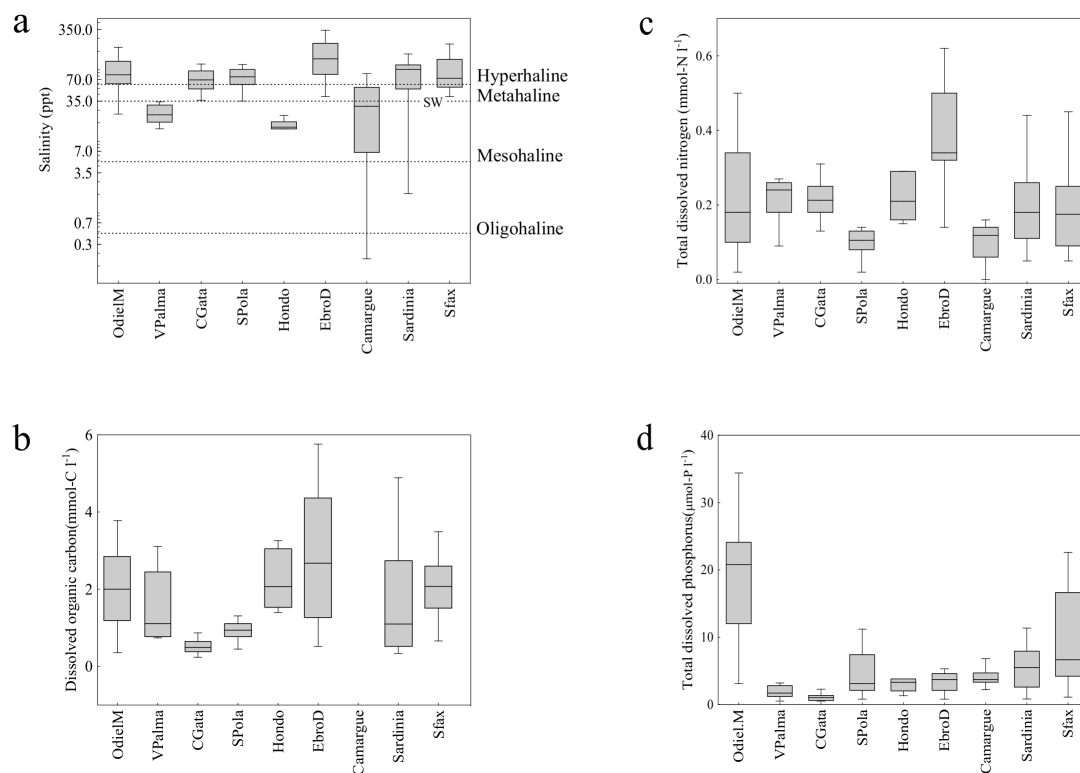 a
Salinity (ppt)
350.0
70.0
35.0
7.0
3.5
0.7
0.3
Hyperhaline
Metahaline
SW
Mesohaline
Oligohaline
OdielM
VPalma
CGata
SPola
Hondo
EbroD
Camargue
Sardinia
Sfax
c
Total dissolved nitrogen (mmol-N l⁻¹)
0.6
0.4
0.2
0.0
OdielM
VPalma
CGata
SPola
Hondo
EbroD
Camargue
Sardinia
Sfax
b
Dissolved organic carbon(mmol-C l⁻¹)
6
4
2
0
OdielM
VPalma
CGata
SPola
Hondo
EbroD
Camargue
Sardinia
Sfax
d
Total dissolved phosphorus(μmol-P l⁻¹)
40
30
20
10
0
Odiel.M
VPalma
CGata
SPola
Hondo
EbroD
Camargue
Sardinia
Sfax